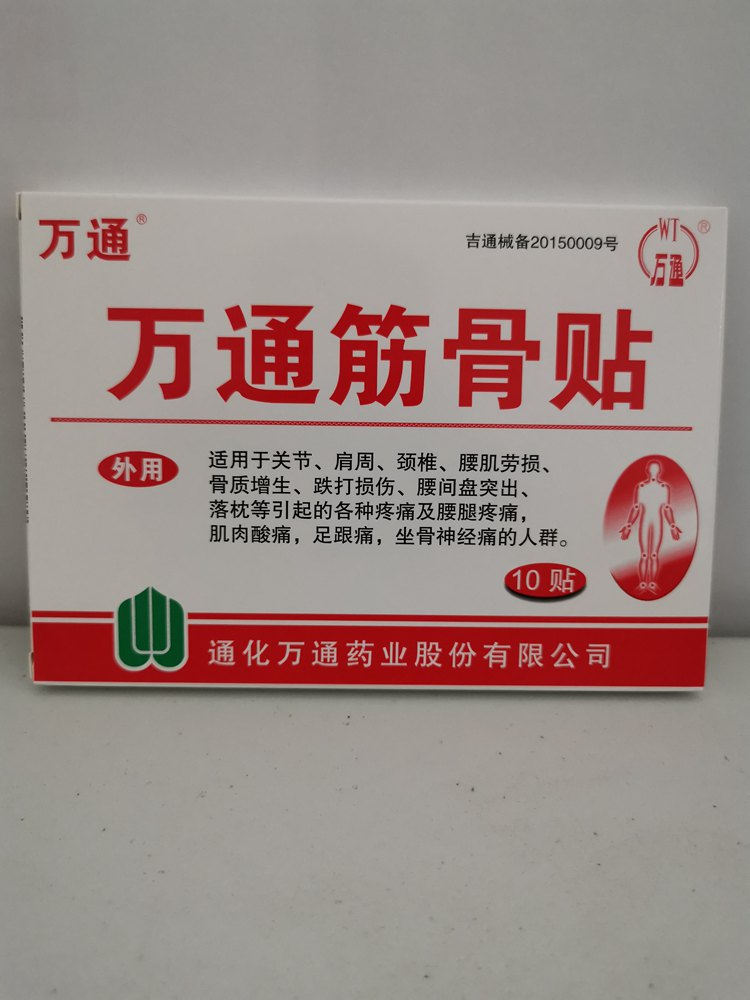 万通®
吉通械备20150009号
WT
万通
®
万通筋骨贴
外用
适用于关节、肩周、颈椎、腰肌劳损、
骨质增生、跌打损伤、腰间盘突出、
落枕等引起的各种疼痛及腰腿疼痛，
肌肉酸痛，足跟痛，坐骨神经痛的人群。
10 贴
通化万通药业股份有限公司